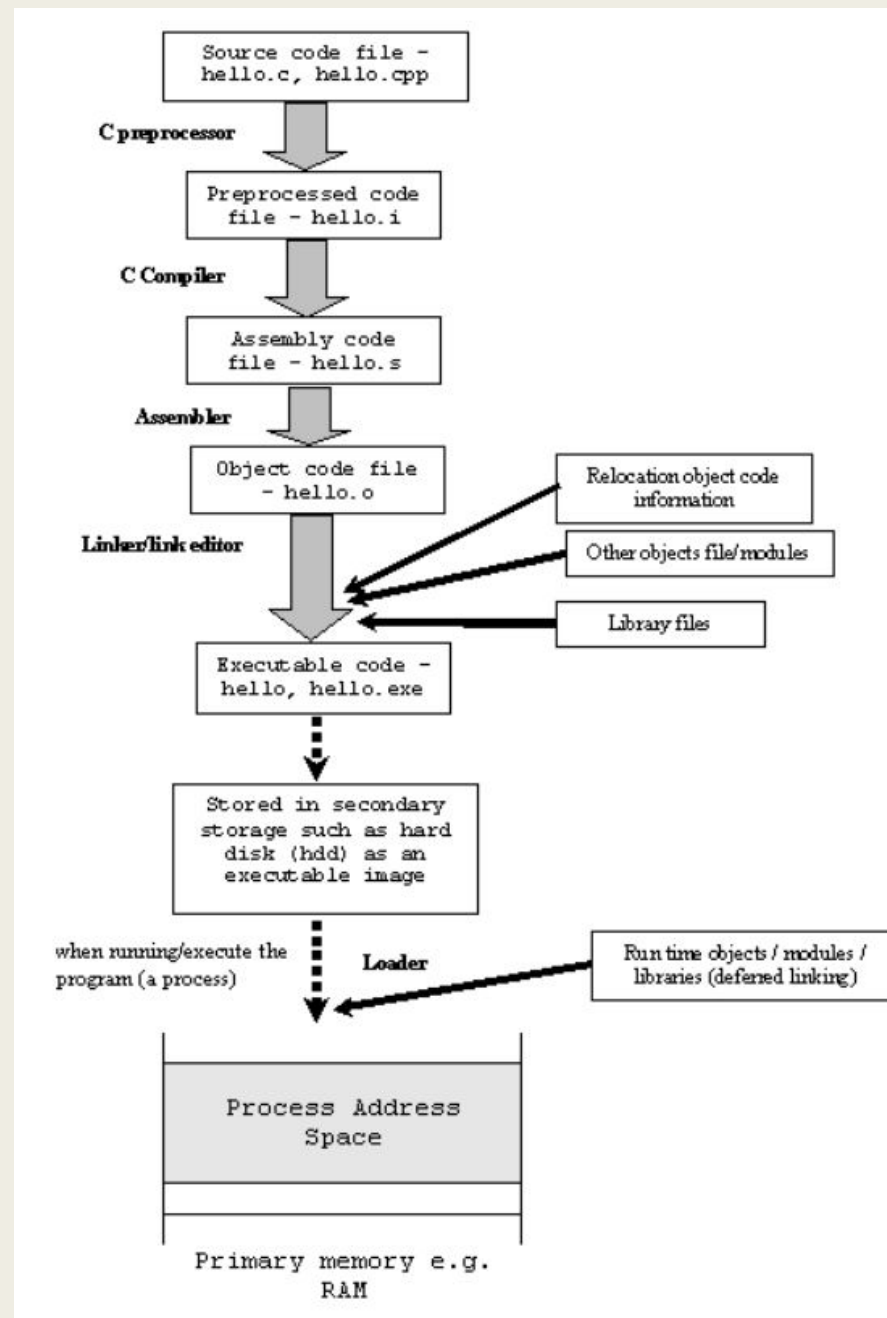 Source code file –
hello.c, hello.cpp
C preprocessor
Preprocessed code
file – hello.i
C Compiler
Assembly code
file – hello.s
Assembler
Object code file
– hello.o
Linker/link editor
Relocation object code
information
Other objects file/modules
Library files
Executable code –
hello, hello.exe
Stored in secondary
storage such as hard
disk (hdd) as an
executable image
when running/execute the
program (a process)
Loader
Run time objects / modules /
libraries (deferred linking)
Process Address
Space
Primary memory e.g.
RAM